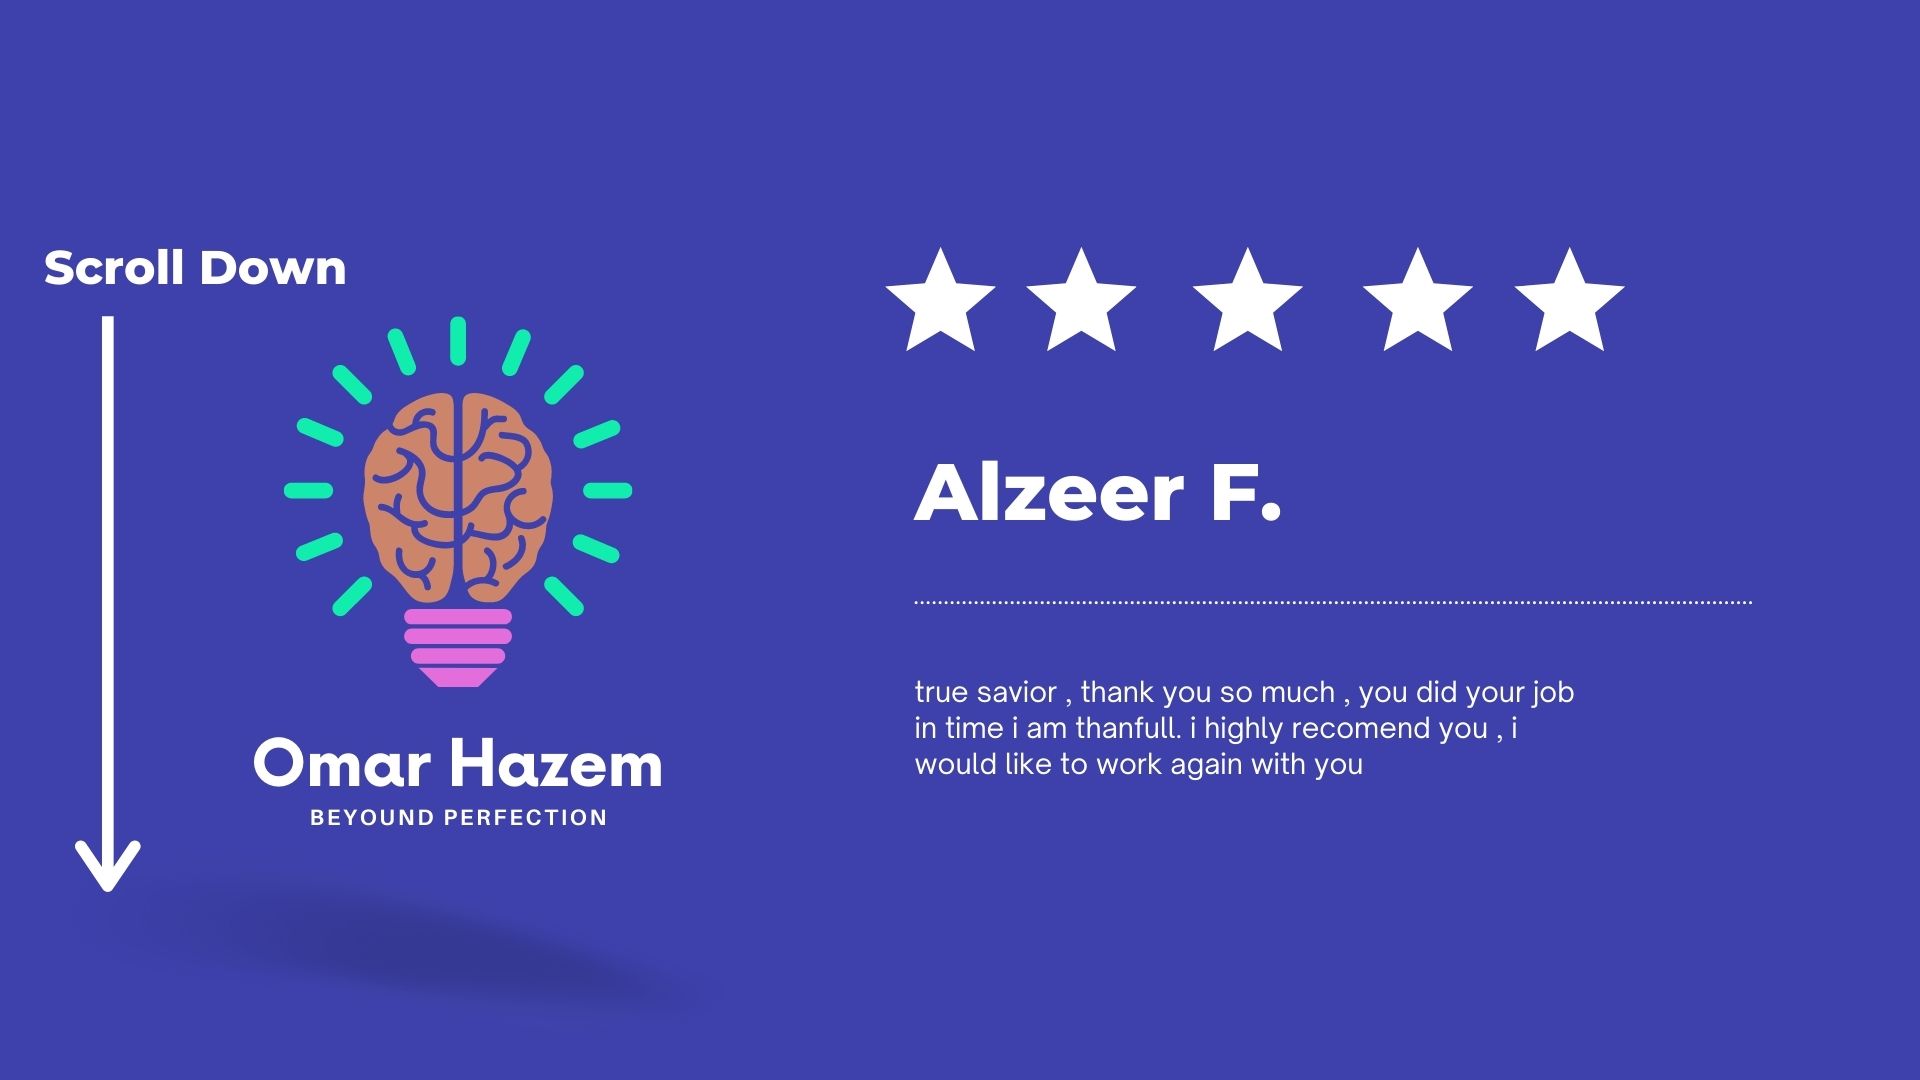 Scroll Down
Omar Hazem
BEYOUND PERFECTION
Alzeer F.
true savior , thank you so much , you did your job
in time i am thanfull. i highly recomend you , i
would like to work again with you